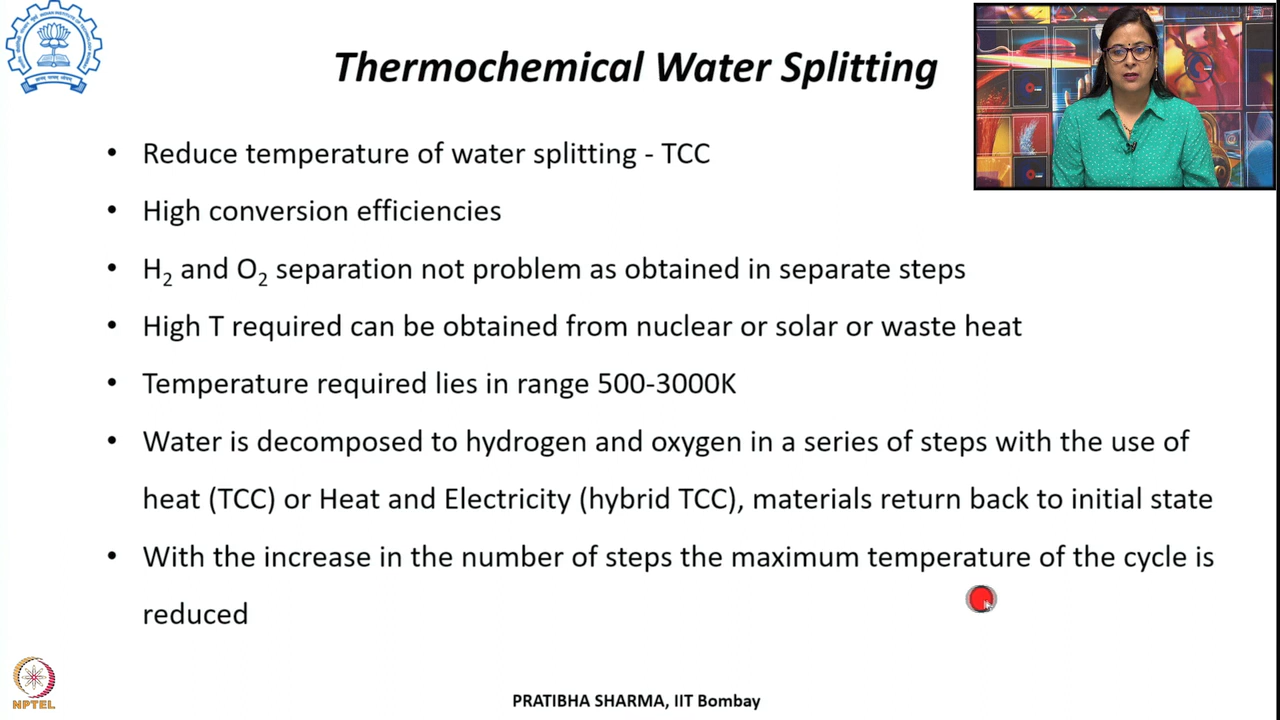 Thermochemical Water Splitting
• Reduce temperature of water splitting - TCC
• High conversion efficiencies
• H₂ and O₂ separation not problem as obtained in separate steps
• High T required can be obtained from nuclear or solar or waste heat
• Temperature required lies in range 500-3000K
• Water is decomposed to hydrogen and oxygen in a series of steps with the use of
heat (TCC) or Heat and Electricity (hybrid TCC), materials return back to initial state
• With the increase in the number of steps the maximum temperature of the cycle is
reduced
NPTEL
PRATIBHA SHARMA, IIT Bombay